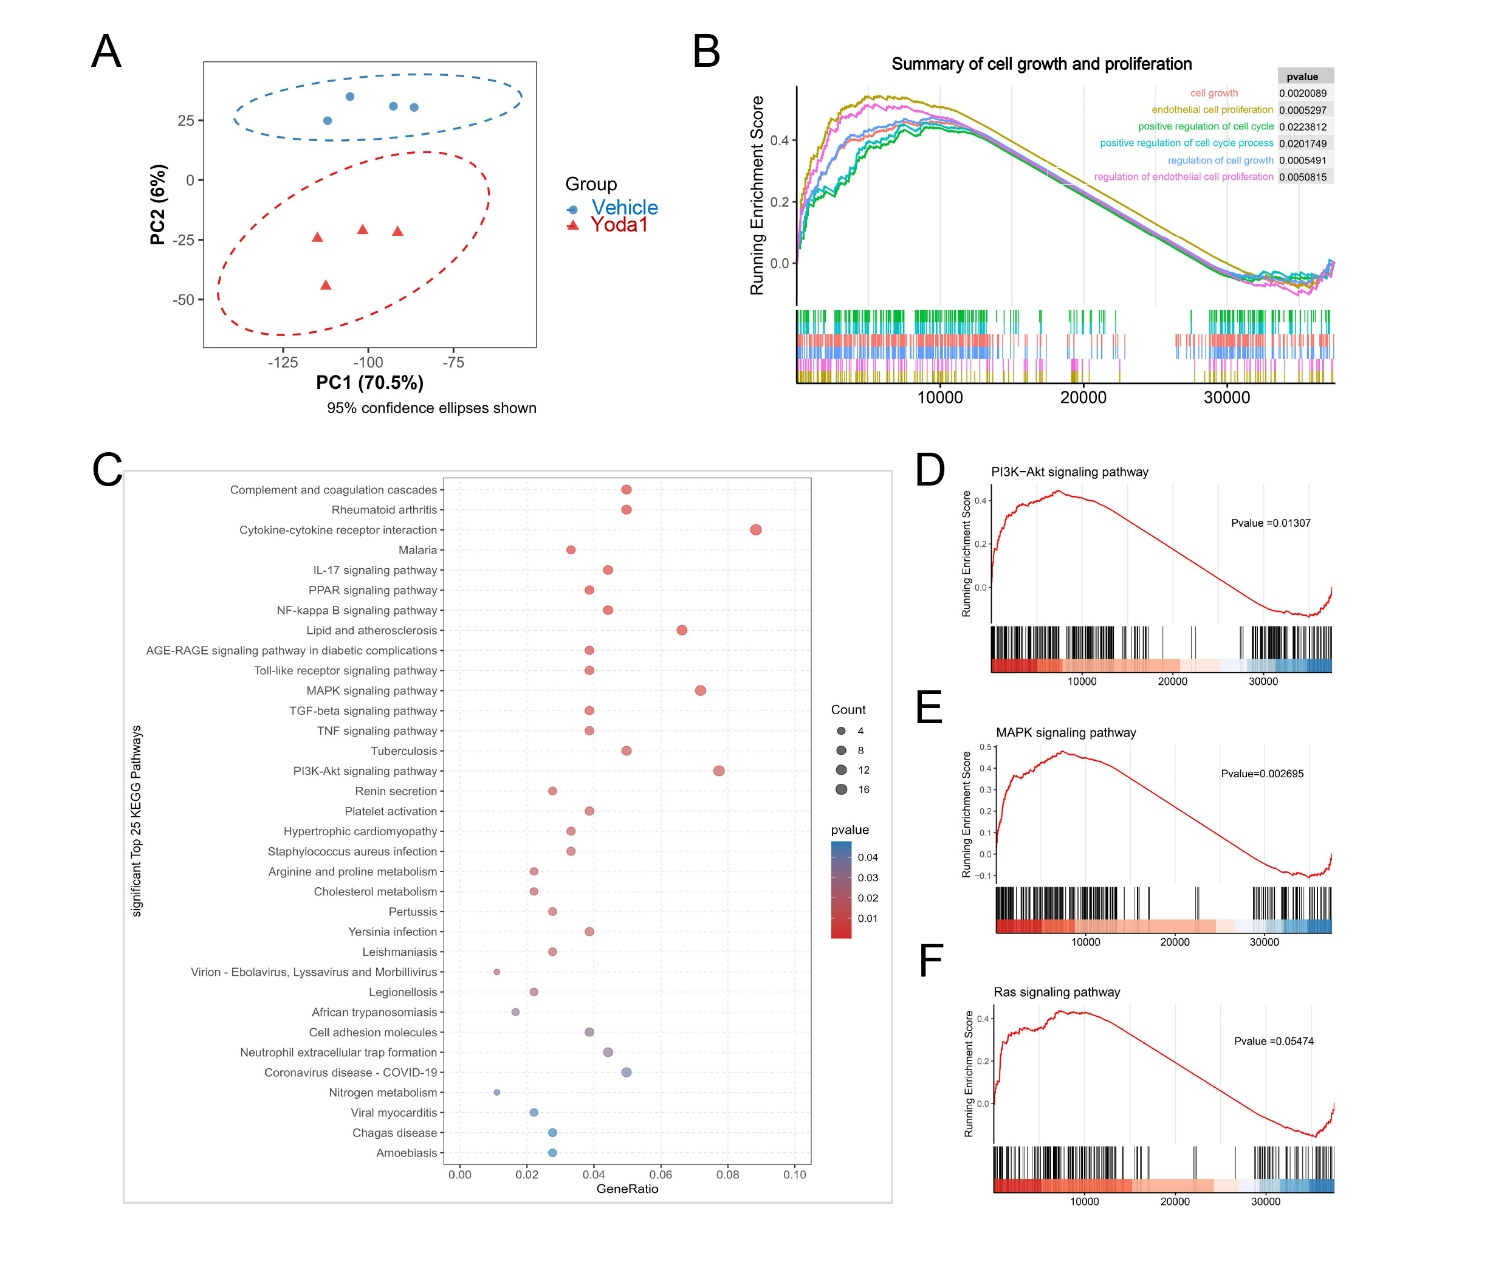 A
25
0
-25
-50
PC2 (6%)
-125
-100
-75
PC1 (70.5%)
95% confidence ellipses shown
Group
Vehicle
Yoda1
B
Summary of cell growth and proliferation
pvalue
cell growth 0.0020089
endothelial cell proliferation 0.0005297
positive regulation of cell cycle 0.0223812
positive regulation of cell cycle process 0.0201749
regulation of cell growth 0.0005491
regulation of endothelial cell proliferation 0.0050815
Running Enrichment Score
0.4
0.2
0.0
10000
20000
30000
C
significant Top 25 KEGG Pathways
Complement and coagulation cascades
Rheumatoid arthritis
Cytokine-cytokine receptor interaction
Malaria
IL-17 signaling pathway
PPAR signaling pathway
NF-kappa B signaling pathway
Lipid and atherosclerosis
AGE-RAGE signaling pathway in diabetic complications
Toll-like receptor signaling pathway
MAPK signaling pathway
TGF-beta signaling pathway
TNF signaling pathway
Tuberculosis
PI3K-Akt signaling pathway
Renin secretion
Platelet activation
Hypertrophic cardiomyopathy
Staphylococcus aureus infection
Arginine and proline metabolism
Cholesterol metabolism
Pertussis
Yersinia infection
Leishmaniasis
Virion - Ebolavirus, Lyssavirus and Morbillivirus
Legionellosis
African trypanosomiasis
Cell adhesion molecules
Neutrophil extracellular trap formation
Coronavirus disease - COVID-19
Nitrogen metabolism
Viral myocarditis
Chagas disease
Amoebiasis
0.00
0.02
0.04
0.06
0.08
0.10
GeneRatio
Count
4
8
12
16
pvalue
0.04
0.03
0.02
0.01
D
PI3K−Akt signaling pathway
Running Enrichment Score
0.4
0.2
0.0
Pvalue =0.01307
10000
20000
30000
E
MAPK signaling pathway
Running Enrichment Score
0.5
0.4
0.3
0.2
0.1
0.0
−0.1
Pvalue=0.002695
10000
20000
30000
F
Ras signaling pathway
Running Enrichment Score
0.4
0.2
0.0
Pvalue =0.05474
10000
20000
30000